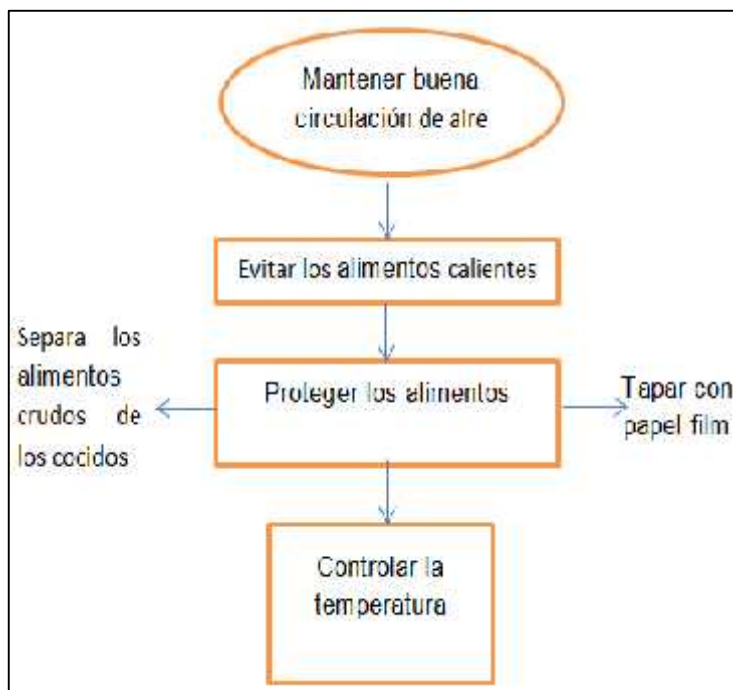 Mantener buena
circulación de aire
Evitar los alimentos calientes
Separa los
alimentos
crudos de
los cocidos
Proteger los alimentos
Tapar con
papel film
Controlar la
temperatura